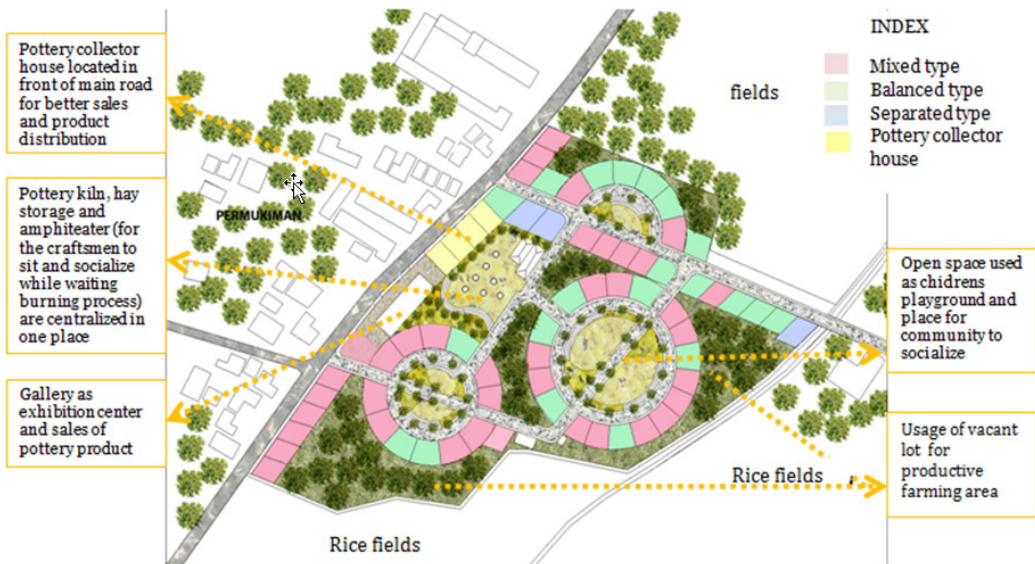 Pottery collector
house located in
front of main road
for better sales
and product
distribution
Pottery kiln, hay
storage and
amphiteater (for
the craftsmen to
sit and socialize
while waiting
burning process)
are centralized in
one place
Gallery as
exhibition center
and sales of
pottery product
PERMUKIMAN
fields
INDEX
Mixed type
Balanced type
Separated type
Pottery collector
house
Open space used
as chidrens
playground and
place for
community to
socialize
Usage of vacant
lot for
productive
farming area
Rice fields
Rice fields